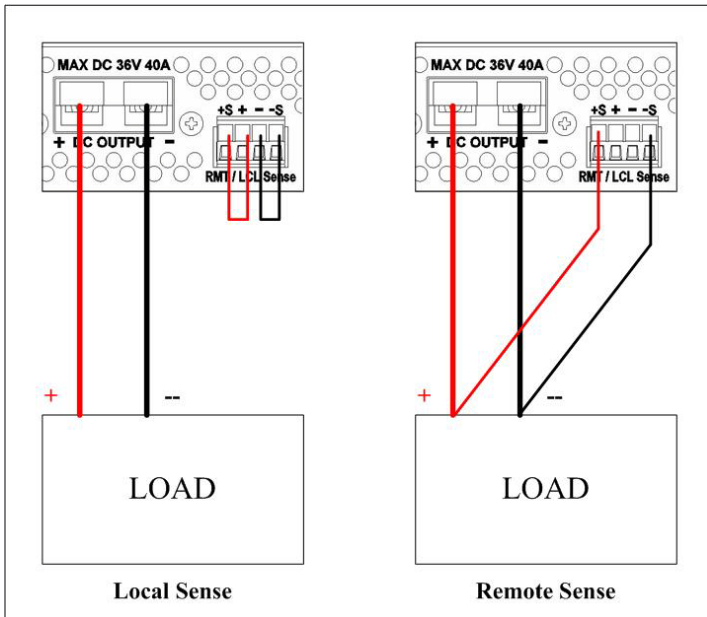 MAX DC 36V 40A
+S + - -S
+ DC OUTPUT -
RMT / LCL Sense
+ --
LOAD
Local Sense
MAX DC 36V 40A
+S + - -S
+ DC OUTPUT -
RMT / LCL Sense
+ --
LOAD
Remote Sense